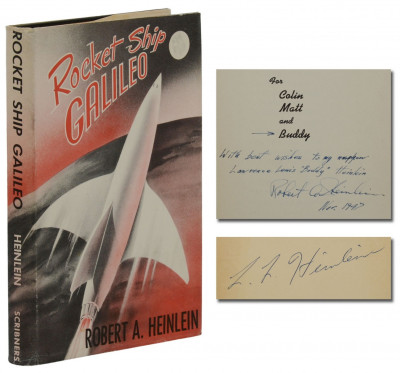 ROCKET SHIP GALILEO
HEINLEIN
SCRIBNERS
Rocket Ship
GALILEO
ROBERT A. HEINLEIN
For
Colin
Matt
and
Buddy
With best wishes to my nephew
Lawrence Lewis "Buddy" Heinlein
Robert A. Heinlein
Nov. 1947
L. L. Heinlein